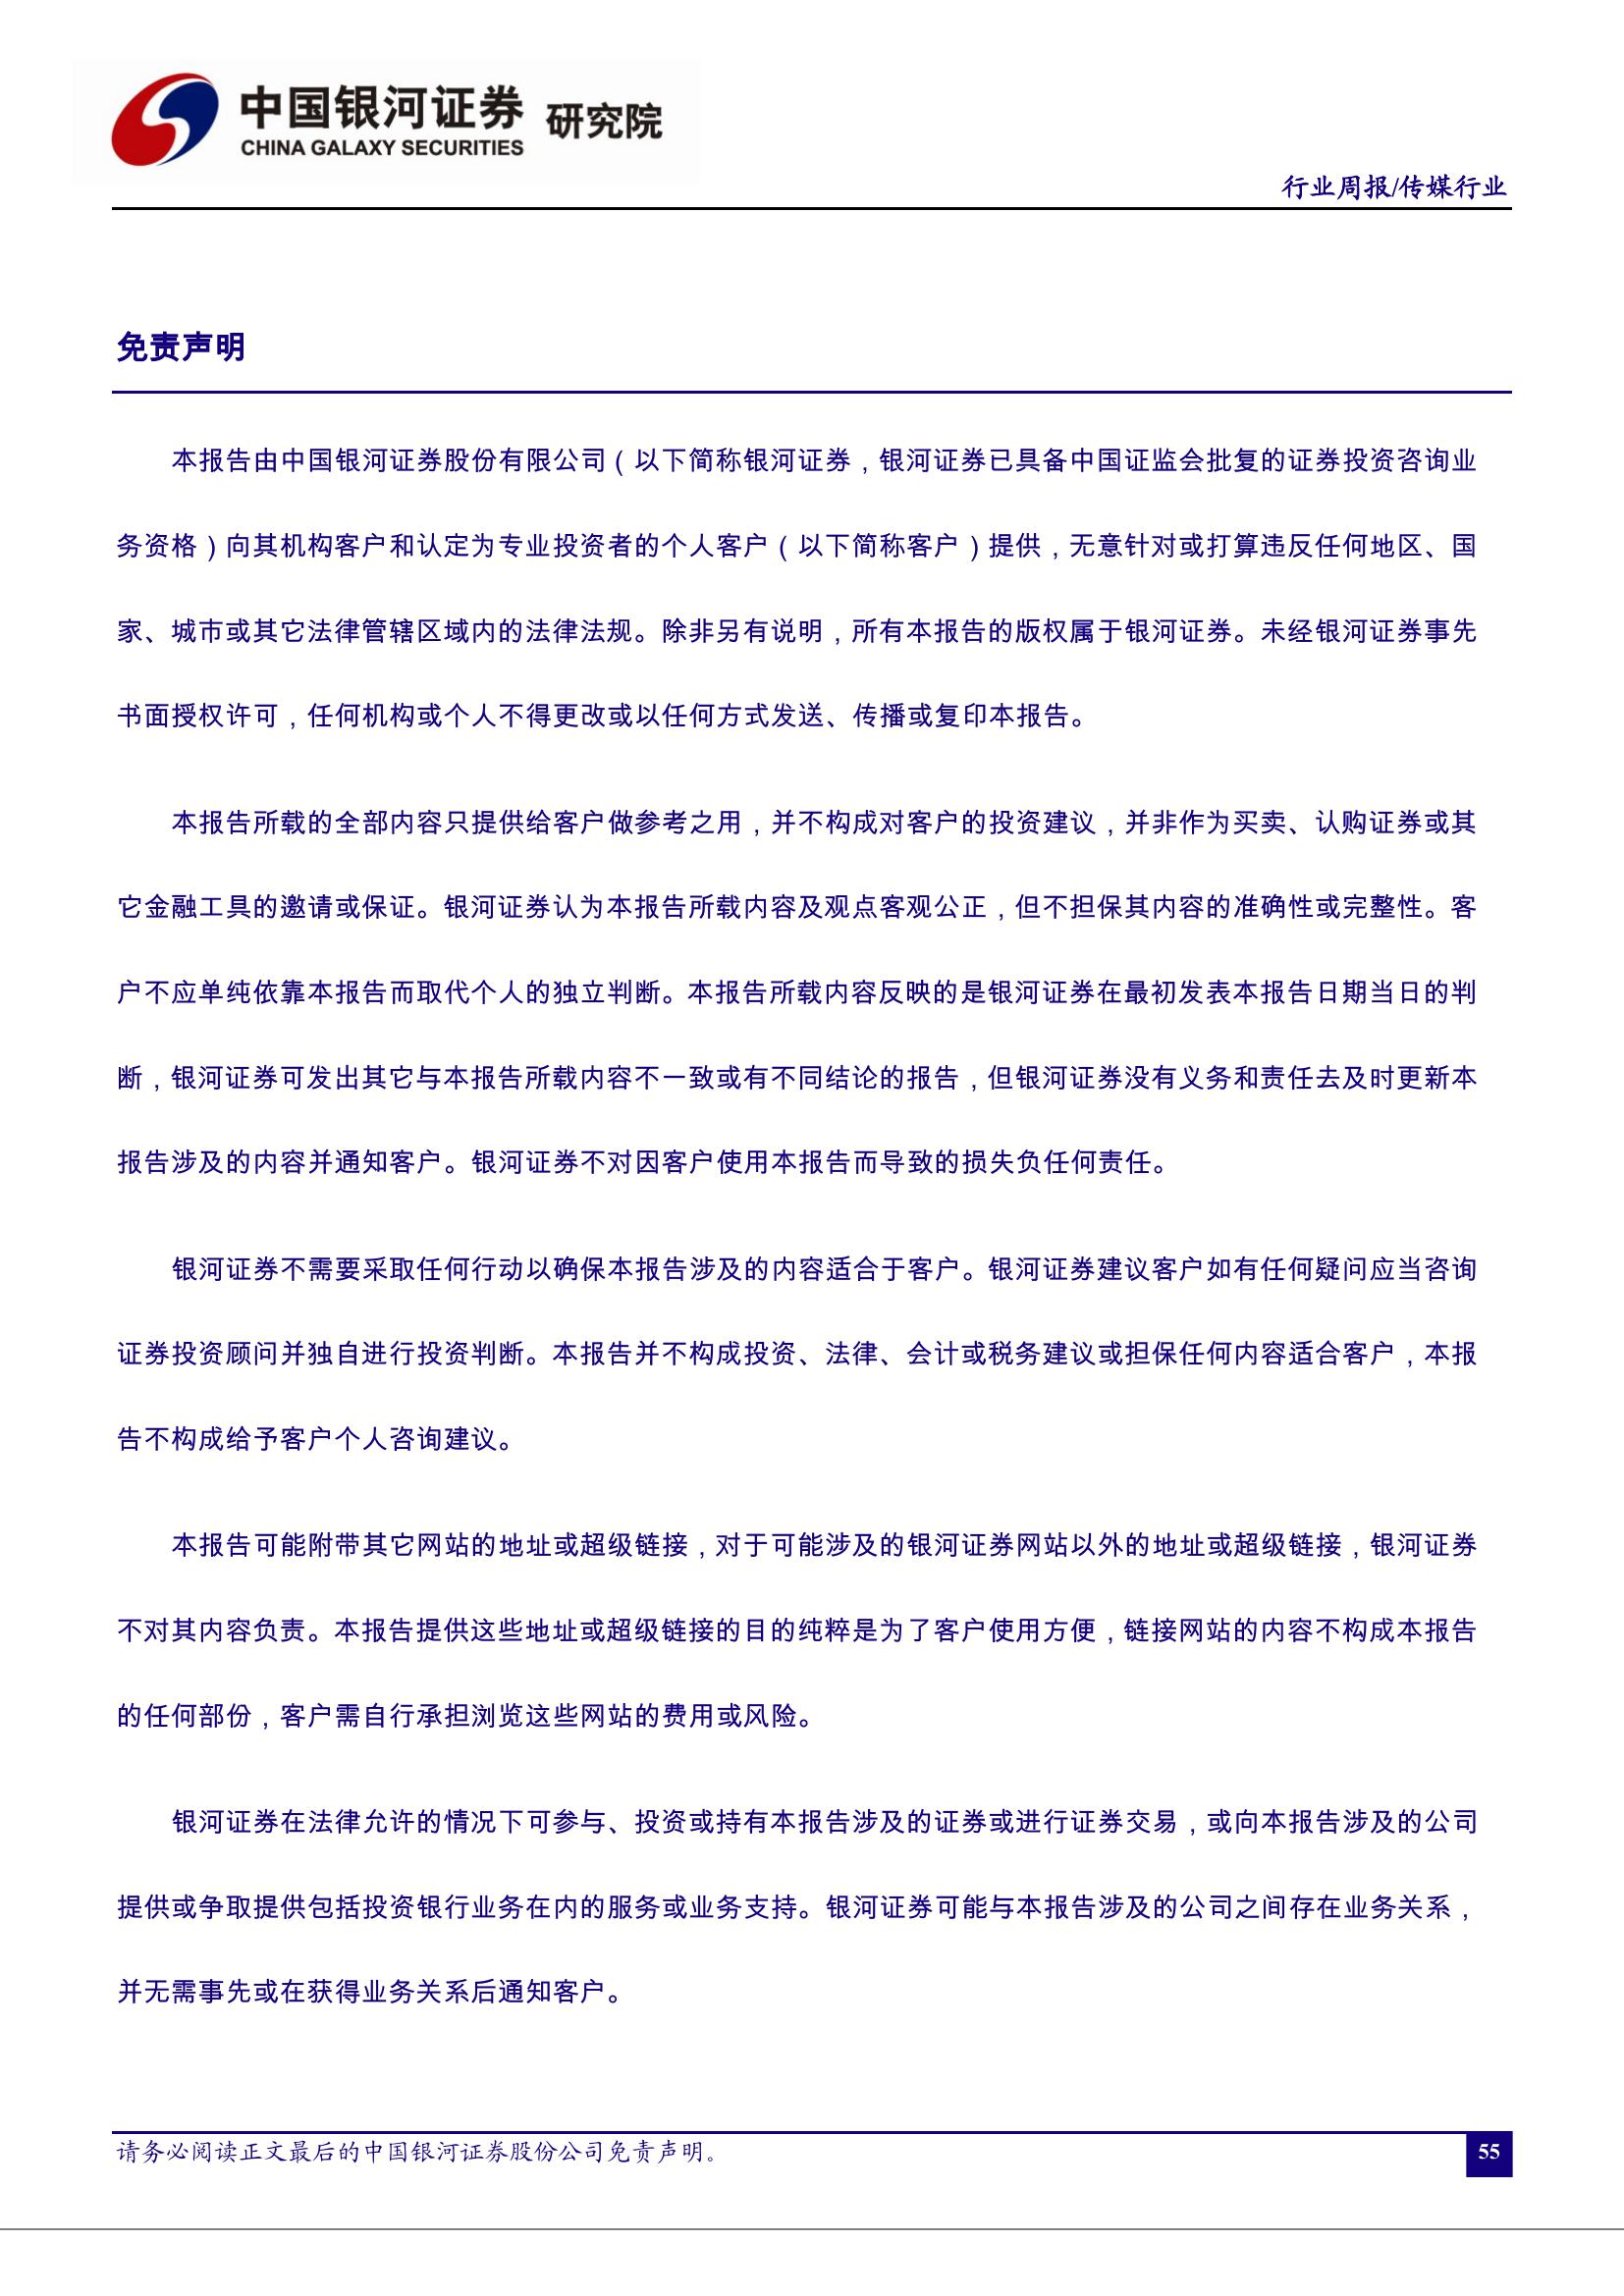 中国银河证券 研究院
CHINA GALAXY SECURITIES
行业周报/传媒行业
免责声明
本报告由中国银河证券股份有限公司（以下简称银河证券，银河证券已具备中国证监会批复的证券投资咨询业
务资格）向其机构客户和认定为专业投资者的个人客户（以下简称客户）提供，无意针对或打算违反任何地区、国
家、城市或其它法律管辖区域内的法律法规。除非另有说明，所有本报告的版权属于银河证券。未经银河证券事先
书面授权许可，任何机构或个人不得更改或以任何方式发送、传播或复印本报告。
本报告所载的全部内容只提供给客户做参考之用，并不构成对客户的投资建议，并非作为买卖、认购证券或其
它金融工具的邀请或保证。银河证券认为本报告所载内容及观点客观公正，但不担保其内容的准确性或完整性。客
户不应单纯依靠本报告而取代个人的独立判断。本报告所载内容反映的是银河证券在最初发表本报告日期当日的判
断，银河证券可发出其它与本报告所载内容不一致或有不同结论的报告，但银河证券没有义务和责任去及时更新本
报告涉及的内容并通知客户。银河证券不对因客户使用本报告而导致的损失负任何责任。
银河证券不需要采取任何行动以确保本报告涉及的内容适合于客户。银河证券建议客户如有任何疑问应当咨询
证券投资顾问并独自进行投资判断。本报告并不构成投资、法律、会计或税务建议或担保任何内容适合客户，本报
告不构成给予客户个人咨询建议。
本报告可能附带其它网站的地址或超级链接，对于可能涉及的银河证券网站以外的地址或超级链接，银河证券
不对其内容负责。本报告提供这些地址或超级链接的目的纯粹是为了客户使用方便，链接网站的内容不构成本报告
的任何部份，客户需自行承担浏览这些网站的费用或风险。
银河证券在法律允许的情况下可参与、投资或持有本报告涉及的证券或进行证券交易，或向本报告涉及的公司
提供或争取提供包括投资银行业务在内的服务或业务支持。银河证券可能与本报告涉及的公司之间存在业务关系，
并无需事先或在获得业务关系后通知客户。
请务必阅读正文最后的中国银河证券股份公司免责声明。
55